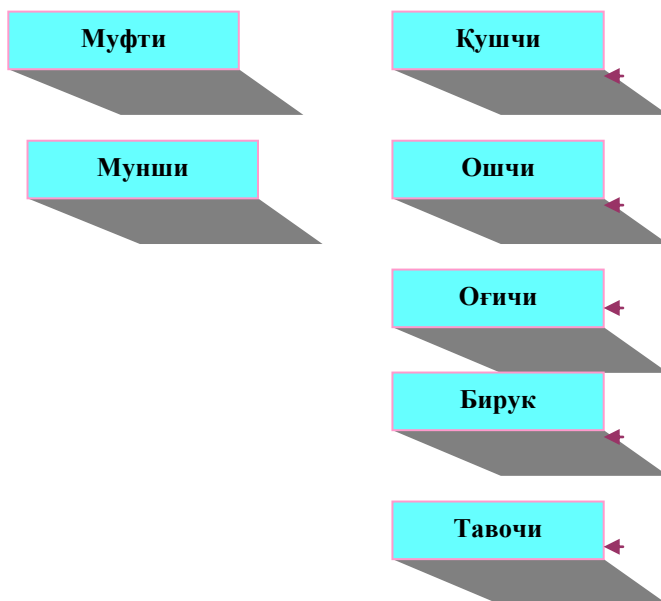 Муфти
Қушчи
Мунши
Ошчи
Оғичи
Бирук
Тавочи